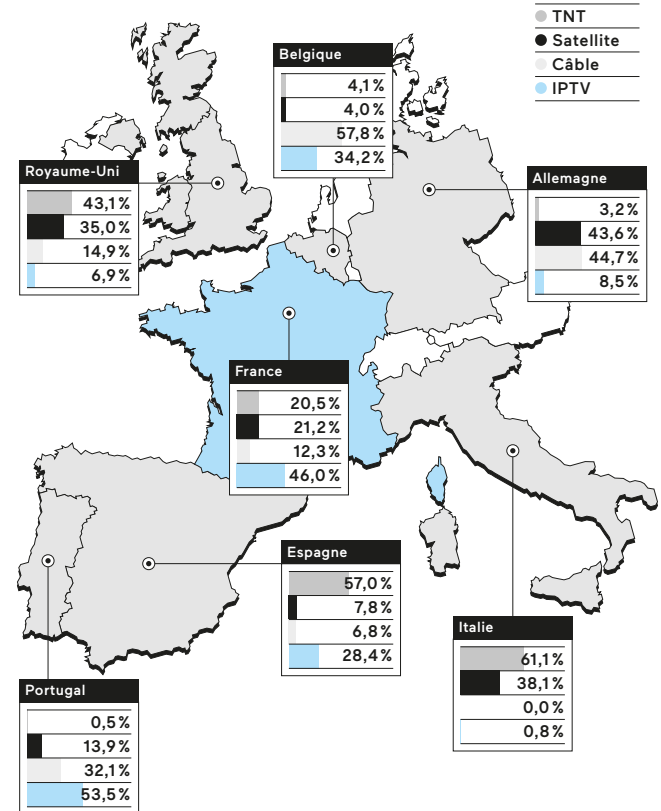 TNT
Satellite
Câble
IPTV
Belgique
4,1%
4,0%
57,8%
34,2%
Royaume-Uni
43,1%
35,0%
14,9%
6,9%
Allemagne
3,2%
43,6%
44,7%
8,5%
France
20,5%
21,2%
12,3%
46,0%
Espagne
57,0%
7,8%
6,8%
28,4%
Italie
61,1%
38,1%
0,0%
0,8%
Portugal
0,5%
13,9%
32,1%
53,5%